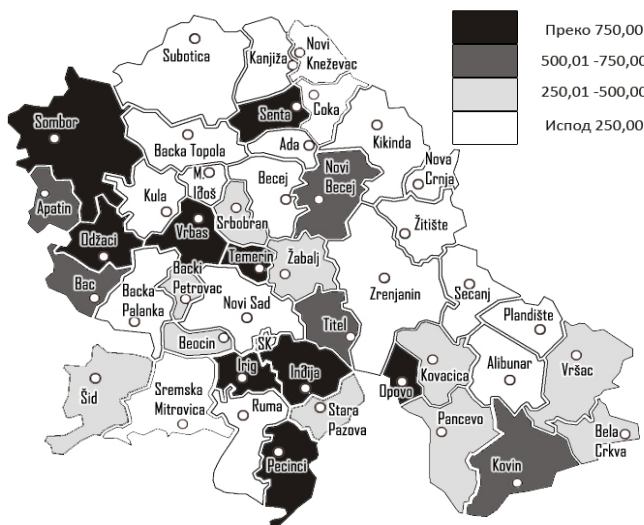 Преко 750,00
500,01 -750,00
250,01 -500,00
Испод 250,00
Subotica
Kanjiža
Novi
Kneževac
Senta
Coka
Sombor
Backa Topola
Ada
Kikinda
Nova
Crnja
Apatin
Kula
M.
Iđoš
Becej
Novi
Becej
Srbobran
Vrbas
Žitište
Odžaci
Temerin
Žabalj
Bac
Backi
Petrovac
Backa
Palanka
Novi Sad
Zrenjanin
Secanj
Titel
Plandište
Beocin
SK
Irig
Inđija
Opovo
Kovacica
Alibunar
Vršac
Šid
Sremska
Mitrovica
Ruma
Stara
Pazova
Pancevo
Bela
Crkva
Pecinci
Kovin